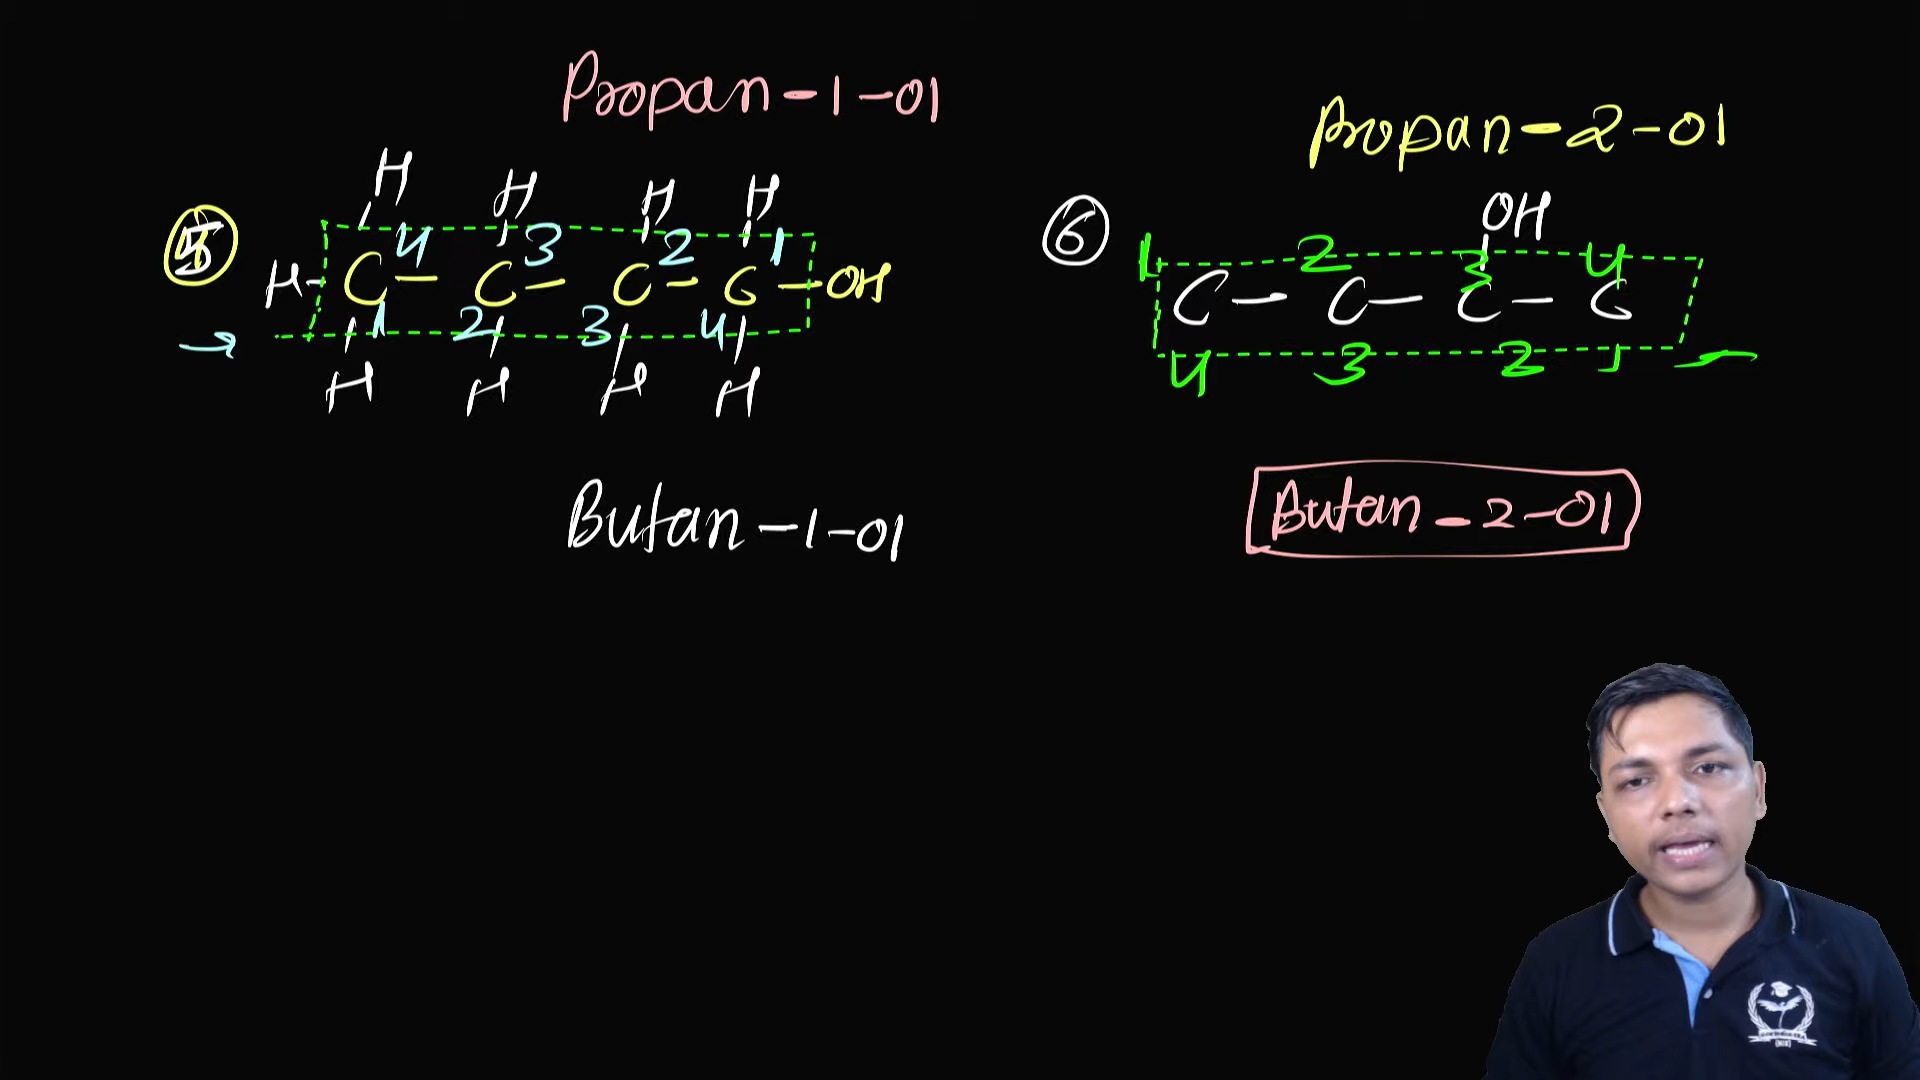 Propan-1-ol
Propan-2-ol
5
H H H H
4 3 2 1
H-C-C-C-C-OH
1 2 3 4
→ H H H H
6
OH
1 2 3 4
C-C-C-C
4 3 2 1
Butan-1-ol
Butan-2-ol